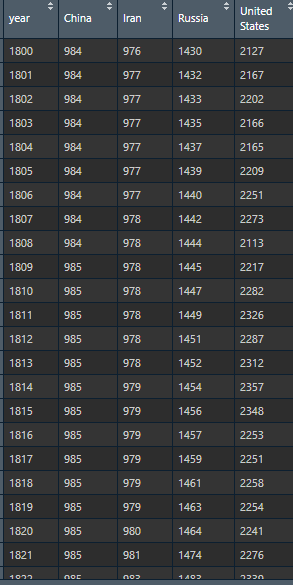 year China Iran Russia United States
1800 984 976 1430 2127
1801 984 977 1432 2167
1802 984 977 1433 2202
1803 984 977 1435 2166
1804 984 977 1437 2165
1805 984 977 1439 2209
1806 984 977 1440 2251
1807 984 978 1442 2273
1808 984 978 1444 2113
1809 985 978 1445 2217
1810 985 978 1447 2282
1811 985 978 1449 2326
1812 985 978 1451 2287
1813 985 978 1452 2312
1814 985 979 1454 2357
1815 985 979 1456 2348
1816 985 979 1457 2253
1817 985 979 1459 2251
1818 985 979 1461 2258
1819 985 979 1463 2254
1820 985 980 1464 2241
1821 985 981 1474 2276
1822 985 983 1483 2339